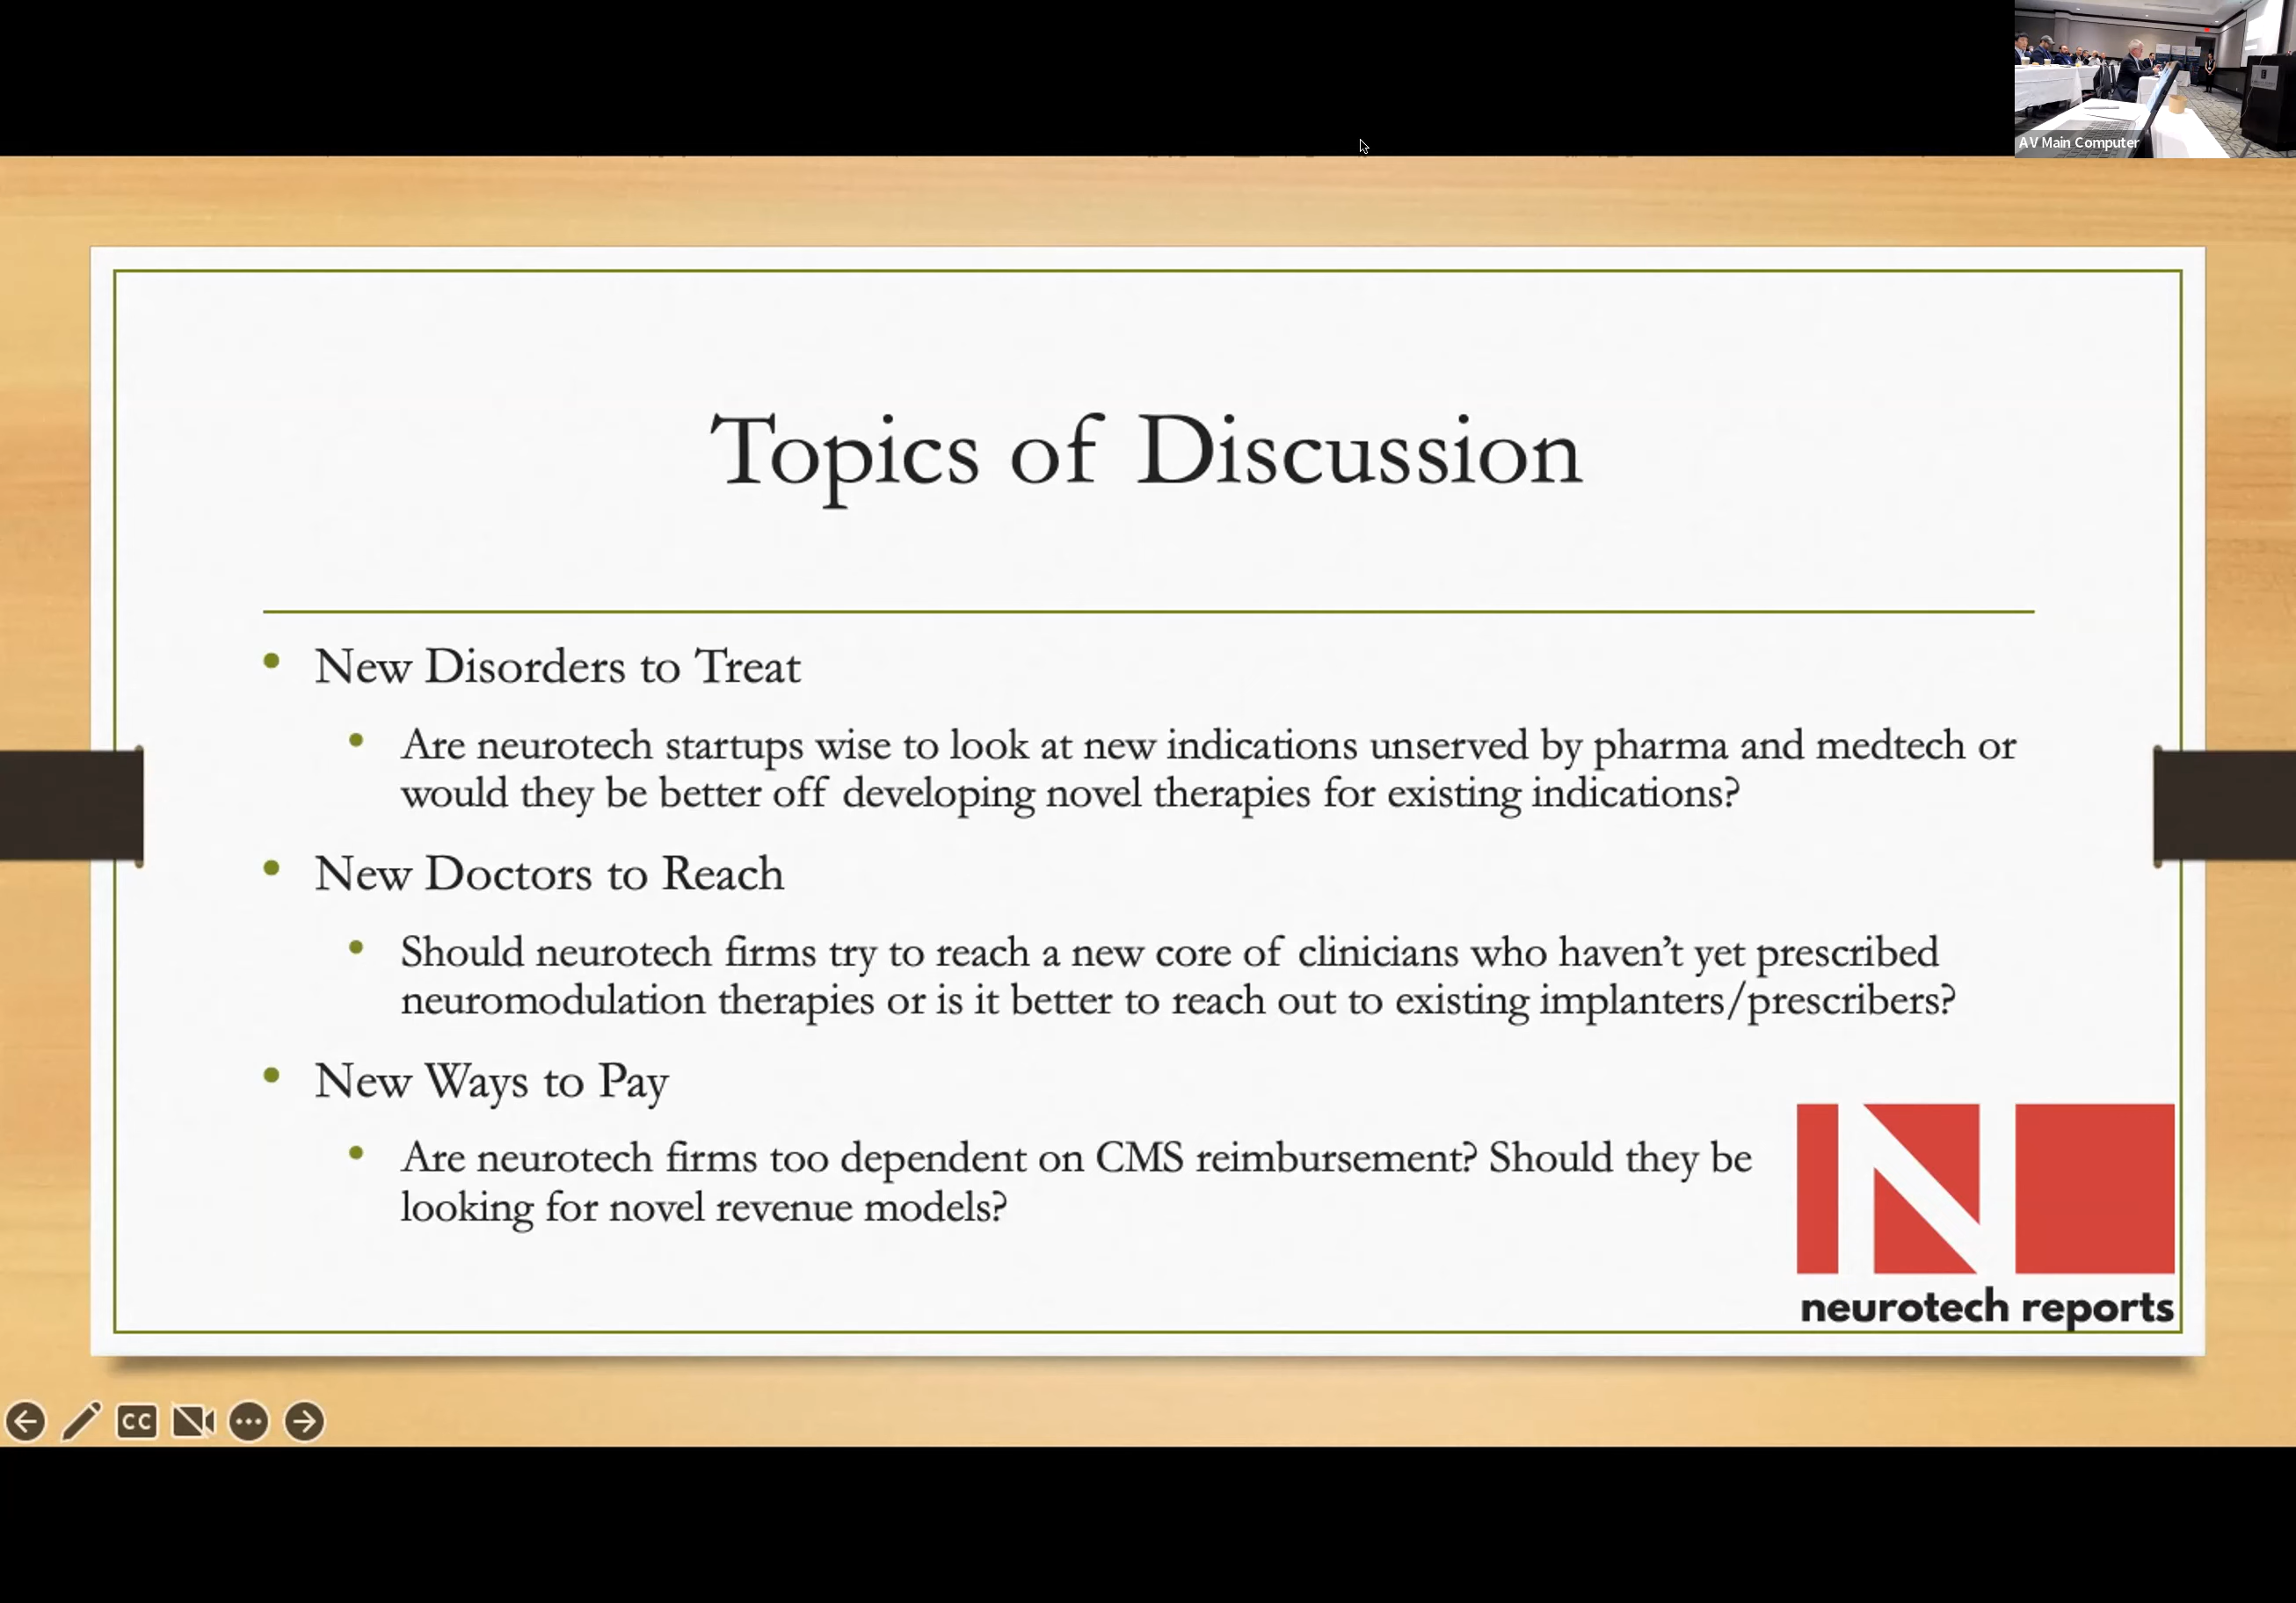 AV Main Computer
Topics of Discussion
New Disorders to Treat
Are neurotech startups wise to look at new indications unserved by pharma and medtech or
would they be better off developing novel therapies for existing indications?
New Doctors to Reach
Should neurotech firms try to reach a new core of clinicians who haven’t yet prescribed
neuromodulation therapies or is it better to reach out to existing implanters/prescribers?
New Ways to Pay
Are neurotech firms too dependent on CMS reimbursement? Should they be
looking for novel revenue models?
neurotech reports
CC